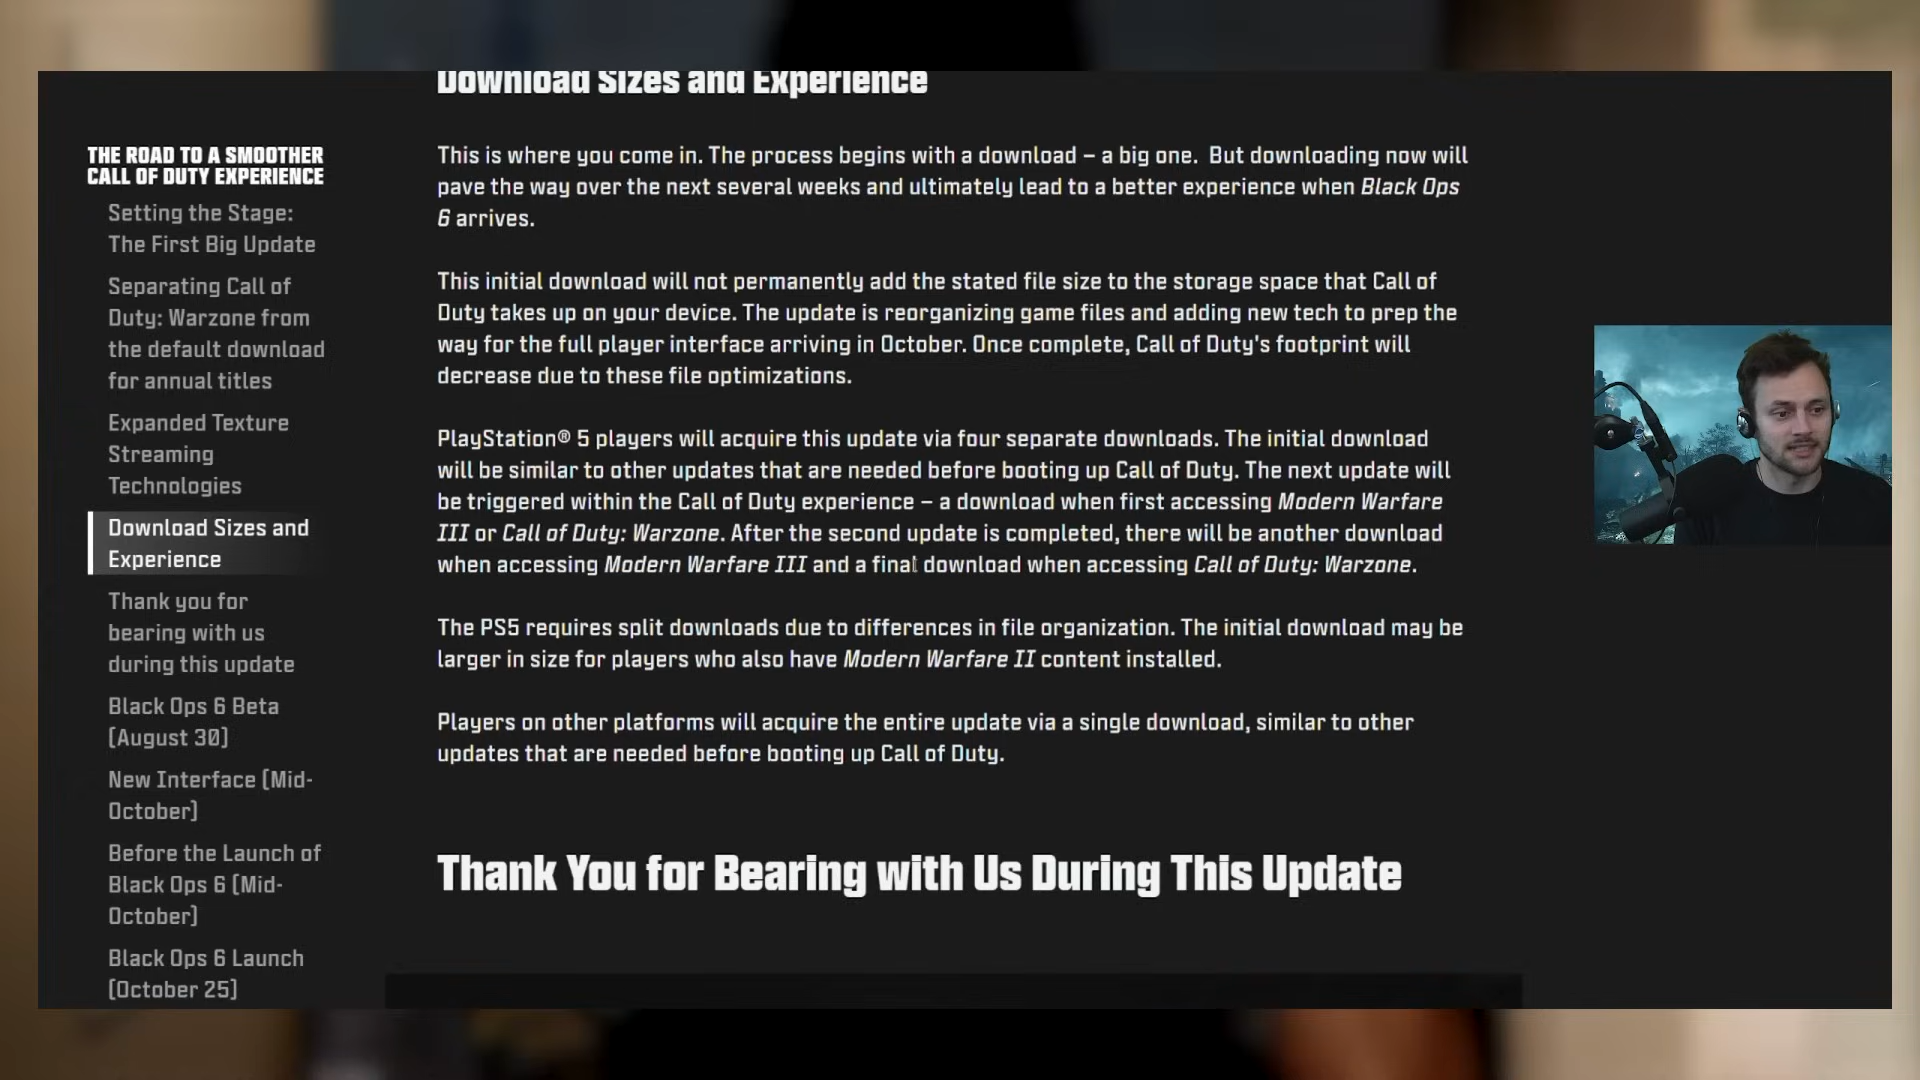 Download Sizes and Experience
THE ROAD TO A SMOOTHER
CALL OF DUTY EXPERIENCE
Setting the Stage:
The First Big Update
Separating Call of
Duty: Warzone from
the default download
for annual titles
Expanded Texture
Streaming
Technologies
Download Sizes and
Experience
Thank you for
bearing with us
during this update
Black Ops 6 Beta
(August 30)
New Interface (Mid-
October)
Before the Launch of
Black Ops 6 (Mid-
October)
Black Ops 6 Launch
(October 25)
This is where you come in. The process begins with a download – a big one. But downloading now will
pave the way over the next several weeks and ultimately lead to a better experience when Black Ops
6 arrives.
This initial download will not permanently add the stated file size to the storage space that Call of
Duty takes up on your device. The update is reorganizing game files and adding new tech to prep the
way for the full player interface arriving in October. Once complete, Call of Duty's footprint will
decrease due to these file optimizations.
PlayStation® 5 players will acquire this update via four separate downloads. The initial download
will be similar to other updates that are needed before booting up Call of Duty. The next update will
be triggered within the Call of Duty experience – a download when first accessing Modern Warfare
III or Call of Duty: Warzone. After the second update is completed, there will be another download
when accessing Modern Warfare III and a final download when accessing Call of Duty: Warzone.
The PS5 requires split downloads due to differences in file organization. The initial download may be
larger in size for players who also have Modern Warfare II content installed.
Players on other platforms will acquire the entire update via a single download, similar to other
updates that are needed before booting up Call of Duty.
Thank You for Bearing with Us During This Update